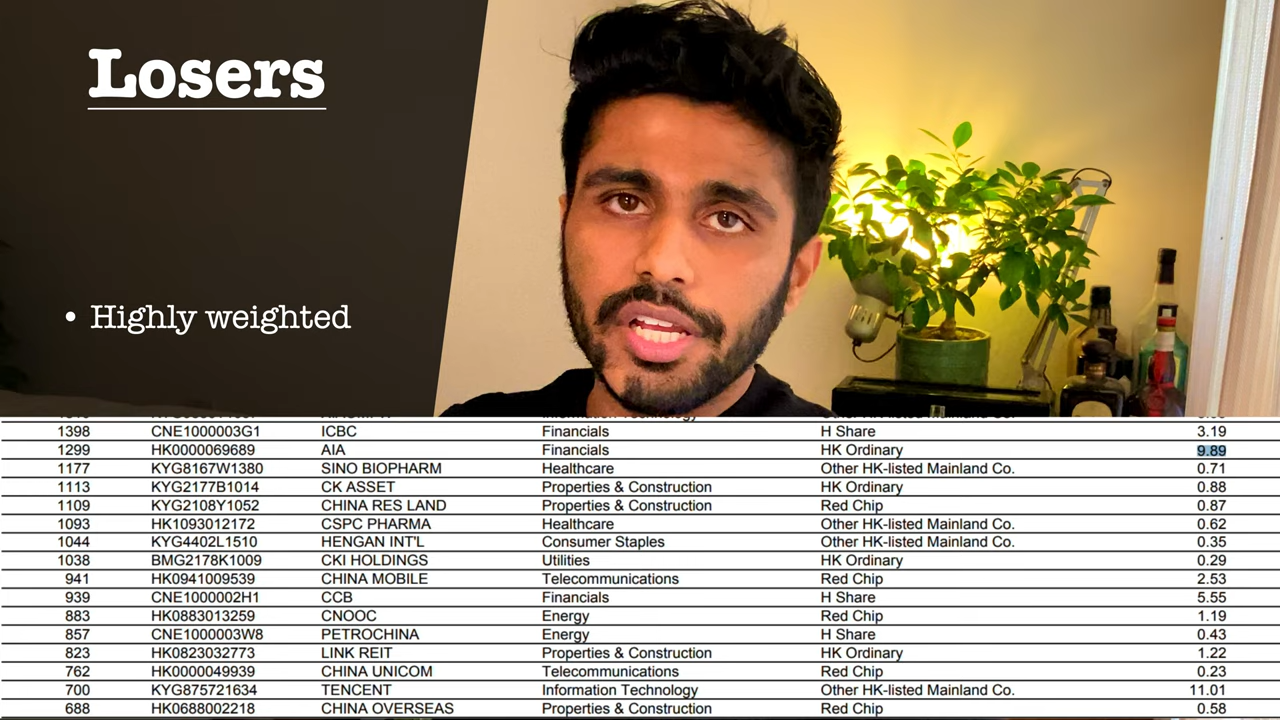 Losers
• Highly weighted
1398 CNE1000003G1 ICBC Financials H Share 3.19
1299 HK0000069689 AIA Financials HK Ordinary 9.89
1177 KYG8167W1380 SINO BIOPHARM Healthcare Other HK-listed Mainland Co. 0.71
1113 KYG2177B1014 CK ASSET Properties & Construction HK Ordinary 0.88
1109 KYG2108Y1052 CHINA RES LAND Properties & Construction Red Chip 0.87
1093 HK1093012172 CSPC PHARMA Healthcare Other HK-listed Mainland Co. 0.62
1044 KYG4402L1510 HENGAN INT'L Consumer Staples Other HK-listed Mainland Co. 0.35
1038 BMG2178K1009 CKI HOLDINGS Utilities HK Ordinary 0.29
941 HK0941009539 CHINA MOBILE Telecommunications Red Chip 2.53
939 CNE1000002H1 CCB Financials H Share 5.55
883 HK0883013259 CNOOC Energy Red Chip 1.19
857 CNE1000003W8 PETROCHINA Energy H Share 0.43
823 HK0823032773 LINK REIT Properties & Construction HK Ordinary 1.22
762 HK0000049939 CHINA UNICOM Telecommunications Red Chip 0.23
700 KYG875721634 TENCENT Information Technology Other HK-listed Mainland Co. 11.01
688 HK0688002218 CHINA OVERSEAS Properties & Construction Red Chip 0.58